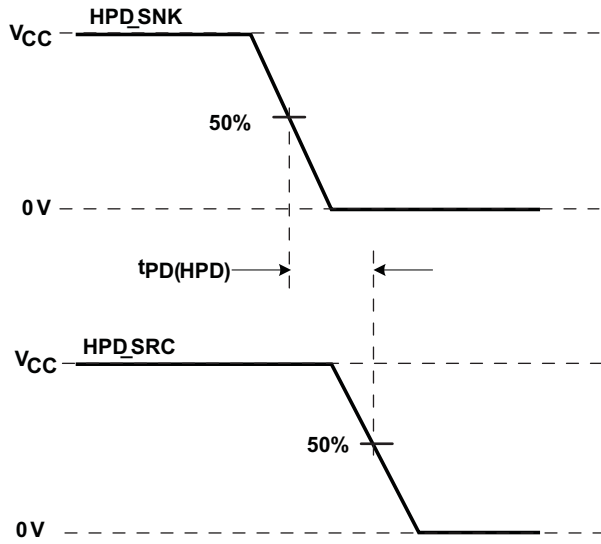 HPD_SNK
VCC
50%
0 V
tPD(HPD)
HPD_SRC
VCC
50%
0 V